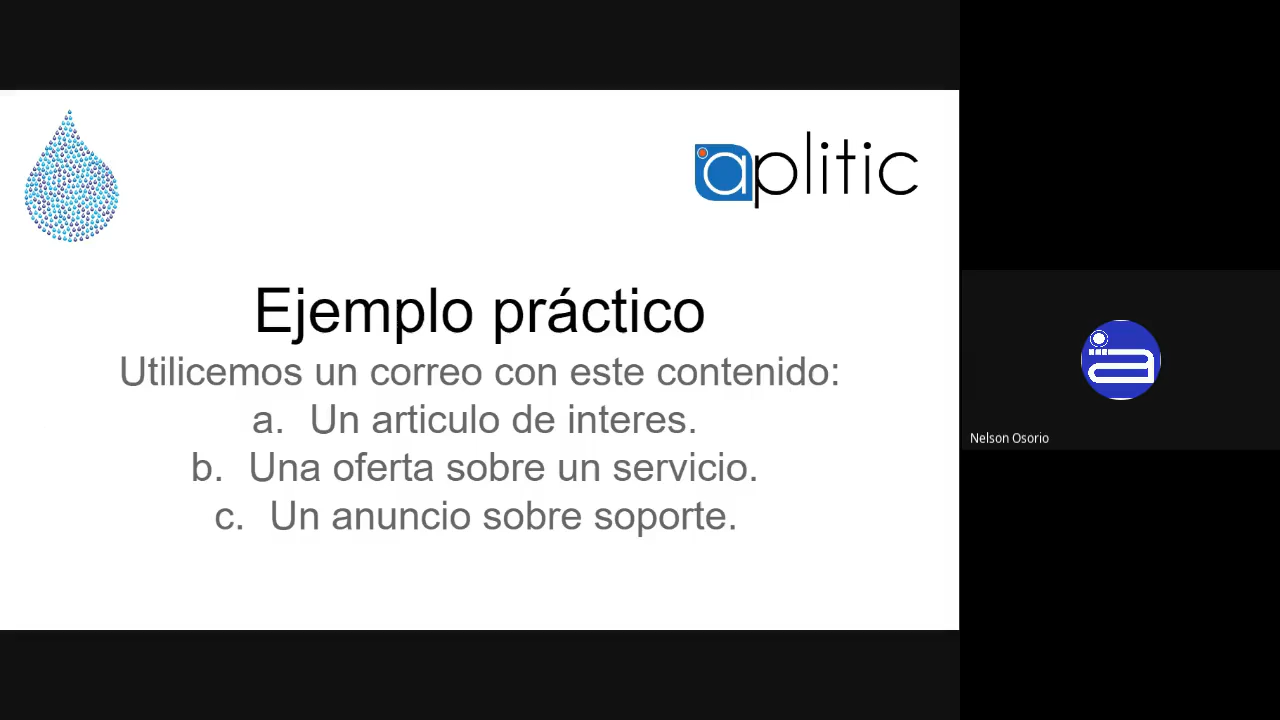 aplitic
Ejemplo práctico
Utilicemos un correo con este contenido:
a. Un articulo de interes.
b. Una oferta sobre un servicio.
c. Un anuncio sobre soporte.
Nelson Osorio